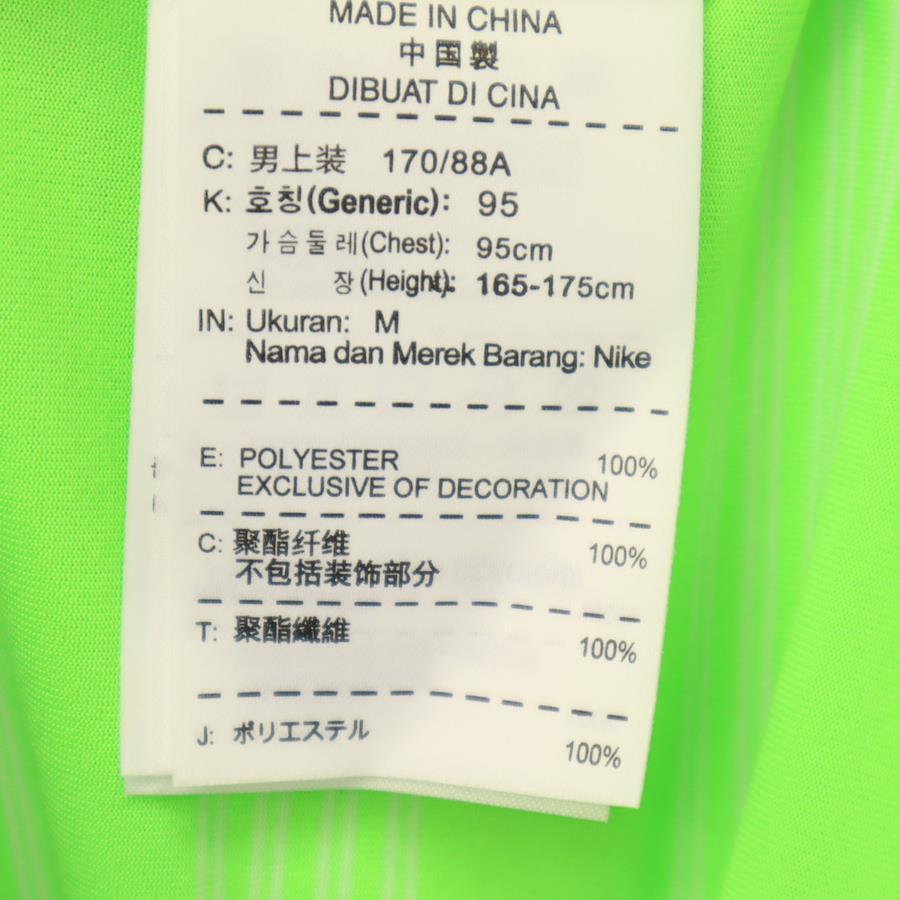 MADE IN CHINA
中国製
DIBUAT DI CINA
C: 男上装 170/88A
K: 호칭(Generic): 95
가슴둘레(Chest): 95cm
신 장(Height): 165-175cm
IN: Ukuran: M
Nama dan Merek Barang: Nike
E: POLYESTER 100%
EXCLUSIVE OF DECORATION
C: 聚酯纤维 100%
不包括装饰部分
T: 聚酯纖維 100%
J: ポリエステル 100%